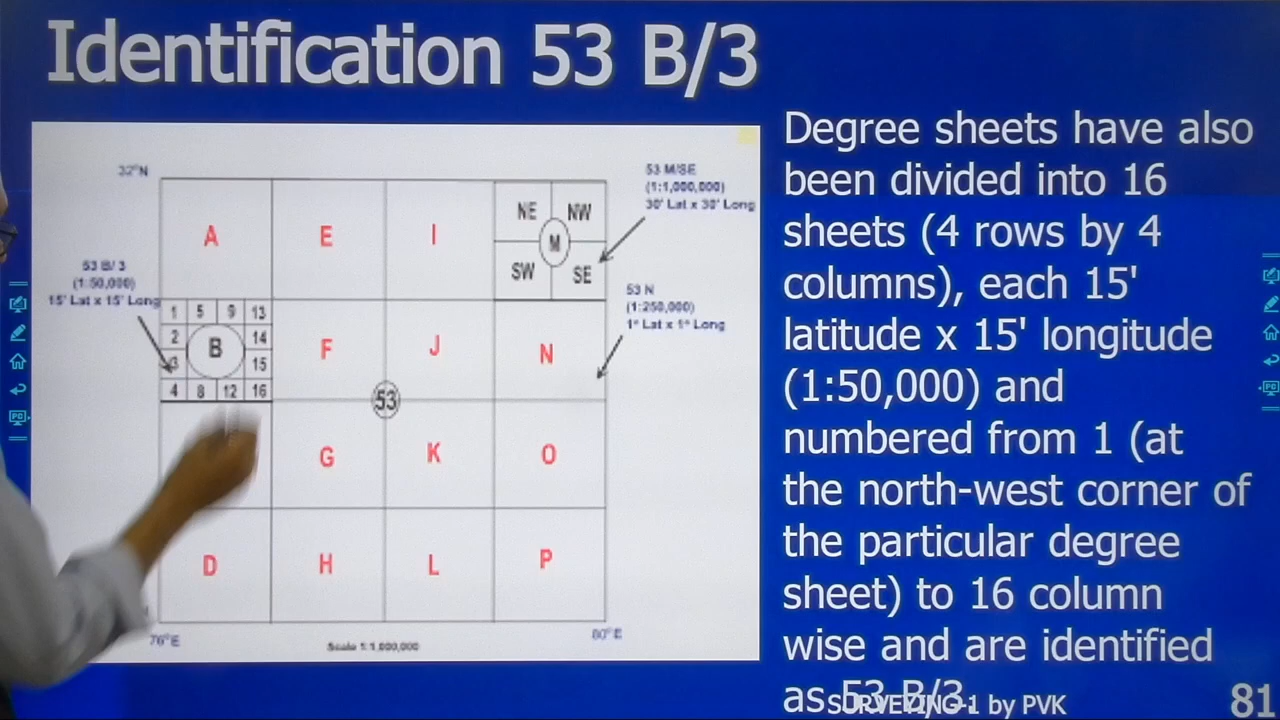 Identification 53 B/3
32°N
53 M/SE
(1:1,000,000)
30' Lat x 30' Long
A
E
I
NE
NW
M
SW
SE
53 B/3
(1:50,000)
15' Lat x 15' Long
53 N
(1:250,000)
1° Lat x 1° Long
1 5 9 13
2
14
B
3
15
4 8 12 16
F
J
N
53
G
K
O
D
H
L
P
76°E
Scale 1:1,000,000
80°E
Degree sheets have also
been divided into 16
sheets (4 rows by 4
columns), each 15'
latitude x 15' longitude
(1:50,000) and
numbered from 1 (at
the north-west corner of
the particular degree
sheet) to 16 column
wise and are identified
as 53 B/3.
SURVEYING-1 by PVK
81